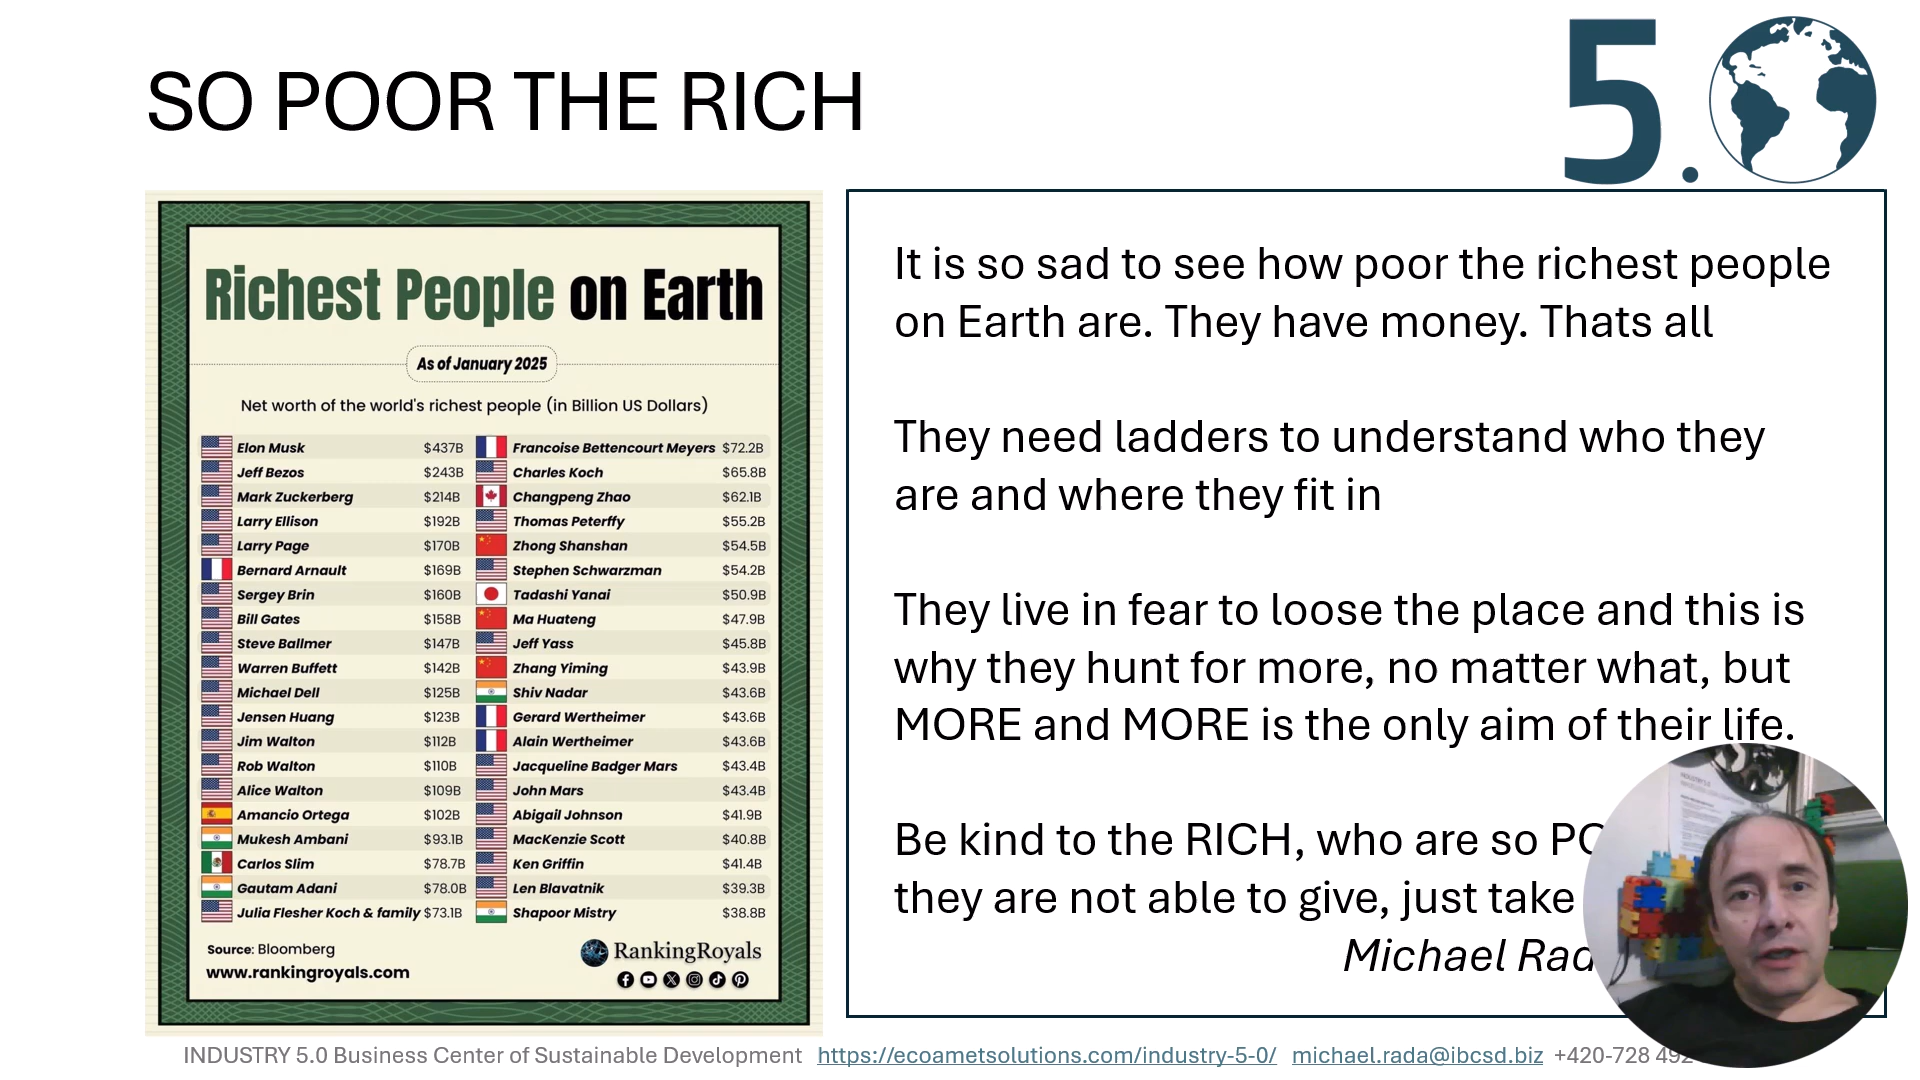 SO POOR THE RICH
5.
Richest People on Earth
As of January 2025
Net worth of the world's richest people (in Billion US Dollars)
Elon Musk $437B
Jeff Bezos $243B
Mark Zuckerberg $214B
Larry Ellison $192B
Larry Page $170B
Bernard Arnault $169B
Sergey Brin $160B
Bill Gates $158B
Steve Ballmer $147B
Warren Buffett $142B
Michael Dell $125B
Jensen Huang $123B
Jim Walton $112B
Rob Walton $110B
Alice Walton $109B
Amancio Ortega $102B
Mukesh Ambani $93.1B
Carlos Slim $78.7B
Gautam Adani $78.0B
Julia Flesher Koch & family $73.1B
Francoise Bettencourt Meyers $72.2B
Charles Koch $65.8B
Changpeng Zhao $62.1B
Thomas Peterffy $55.2B
Zhong Shanshan $54.5B
Stephen Schwarzman $54.2B
Tadashi Yanai $50.9B
Ma Huateng $47.9B
Jeff Yass $45.8B
Zhang Yiming $43.9B
Shiv Nadar $43.6B
Gerard Wertheimer $43.6B
Alain Wertheimer $43.6B
Jacqueline Badger Mars $43.4B
John Mars $43.4B
Abigail Johnson $41.9B
MacKenzie Scott $40.8B
Ken Griffin $41.4B
Len Blavatnik $39.3B
Shapoor Mistry $38.8B
Source: Bloomberg
www.rankingroyals.com
RankingRoyals
It is so sad to see how poor the richest people
on Earth are. They have money. Thats all
They need ladders to understand who they
are and where they fit in
They live in fear to loose the place and this is
why they hunt for more, no matter what, but
MORE and MORE is the only aim of their life.
Be kind to the RICH, who are so
they are not able to give, just take
Michael
INDUSTRY 5.0 Business Center of Sustainable Development https://ecoametsolutions.com/industry-5-0/ michael.rada@ibcsd.biz +420-728